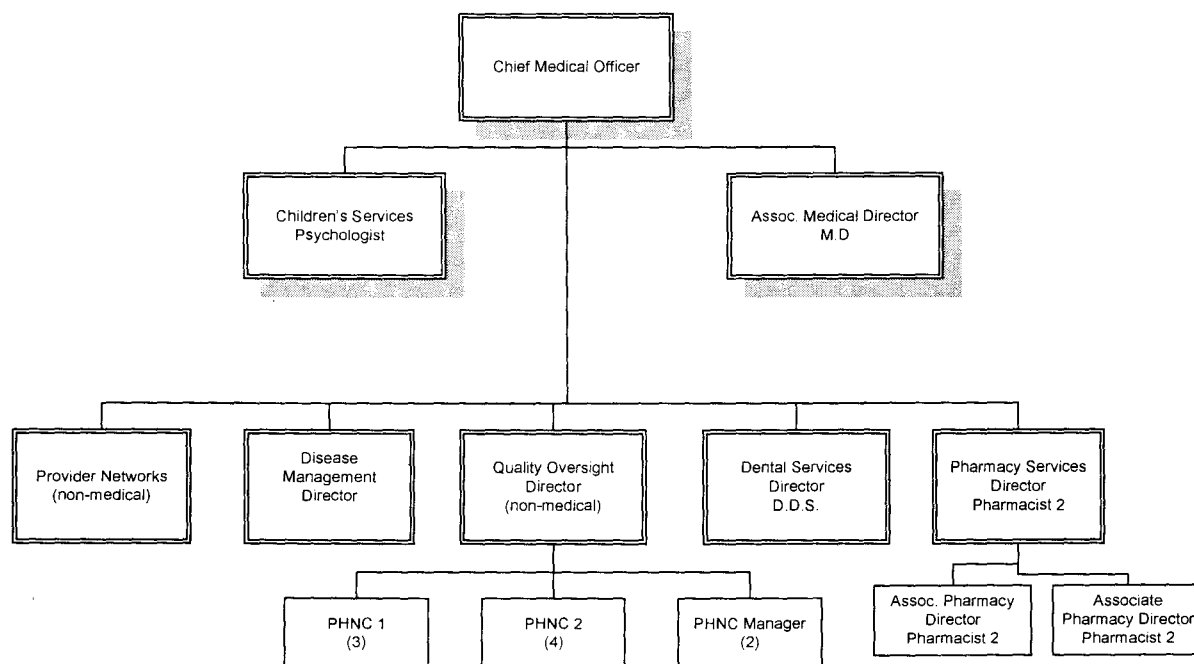 Chief Medical Officer
Children's Services
Psychologist
Assoc. Medical Director
M.D
Provider Networks
(non-medical)
Disease
Management
Director
Quality Oversight
Director
(non-medical)
Dental Services
Director
D.D.S.
Pharmacy Services
Director
Pharmacist 2
PHNC 1
(3)
PHNC 2
(4)
PHNC Manager
(2)
Assoc. Pharmacy
Director
Pharmacist 2
Associate
Pharmacy Director
Pharmacist 2